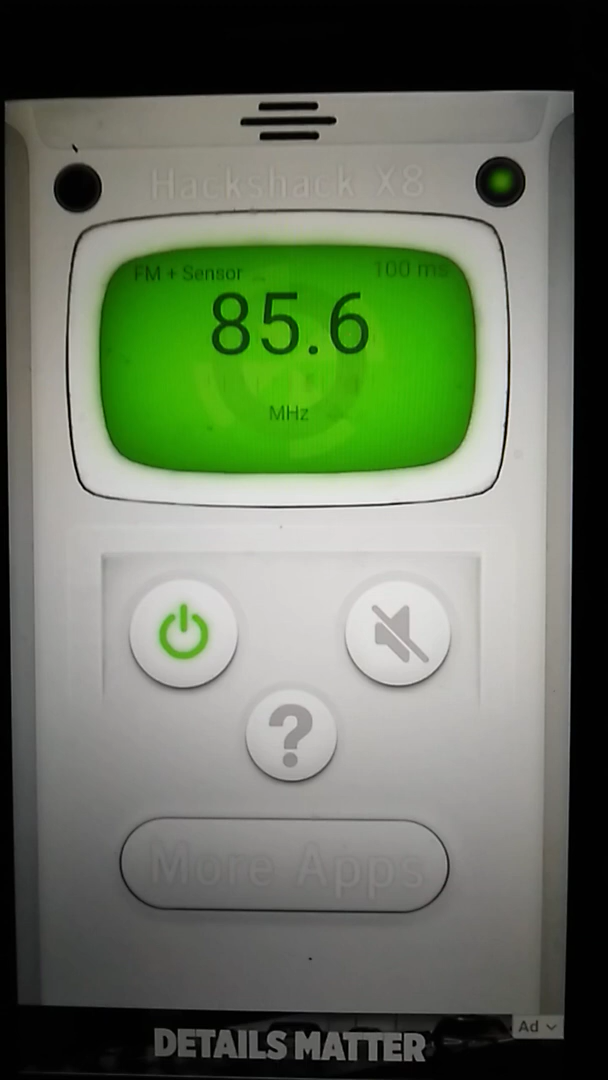 Hackshack X8
FM + Sensor
100 ms
85.6
MHz
?
More Apps
Ad
DETAILS MATTER